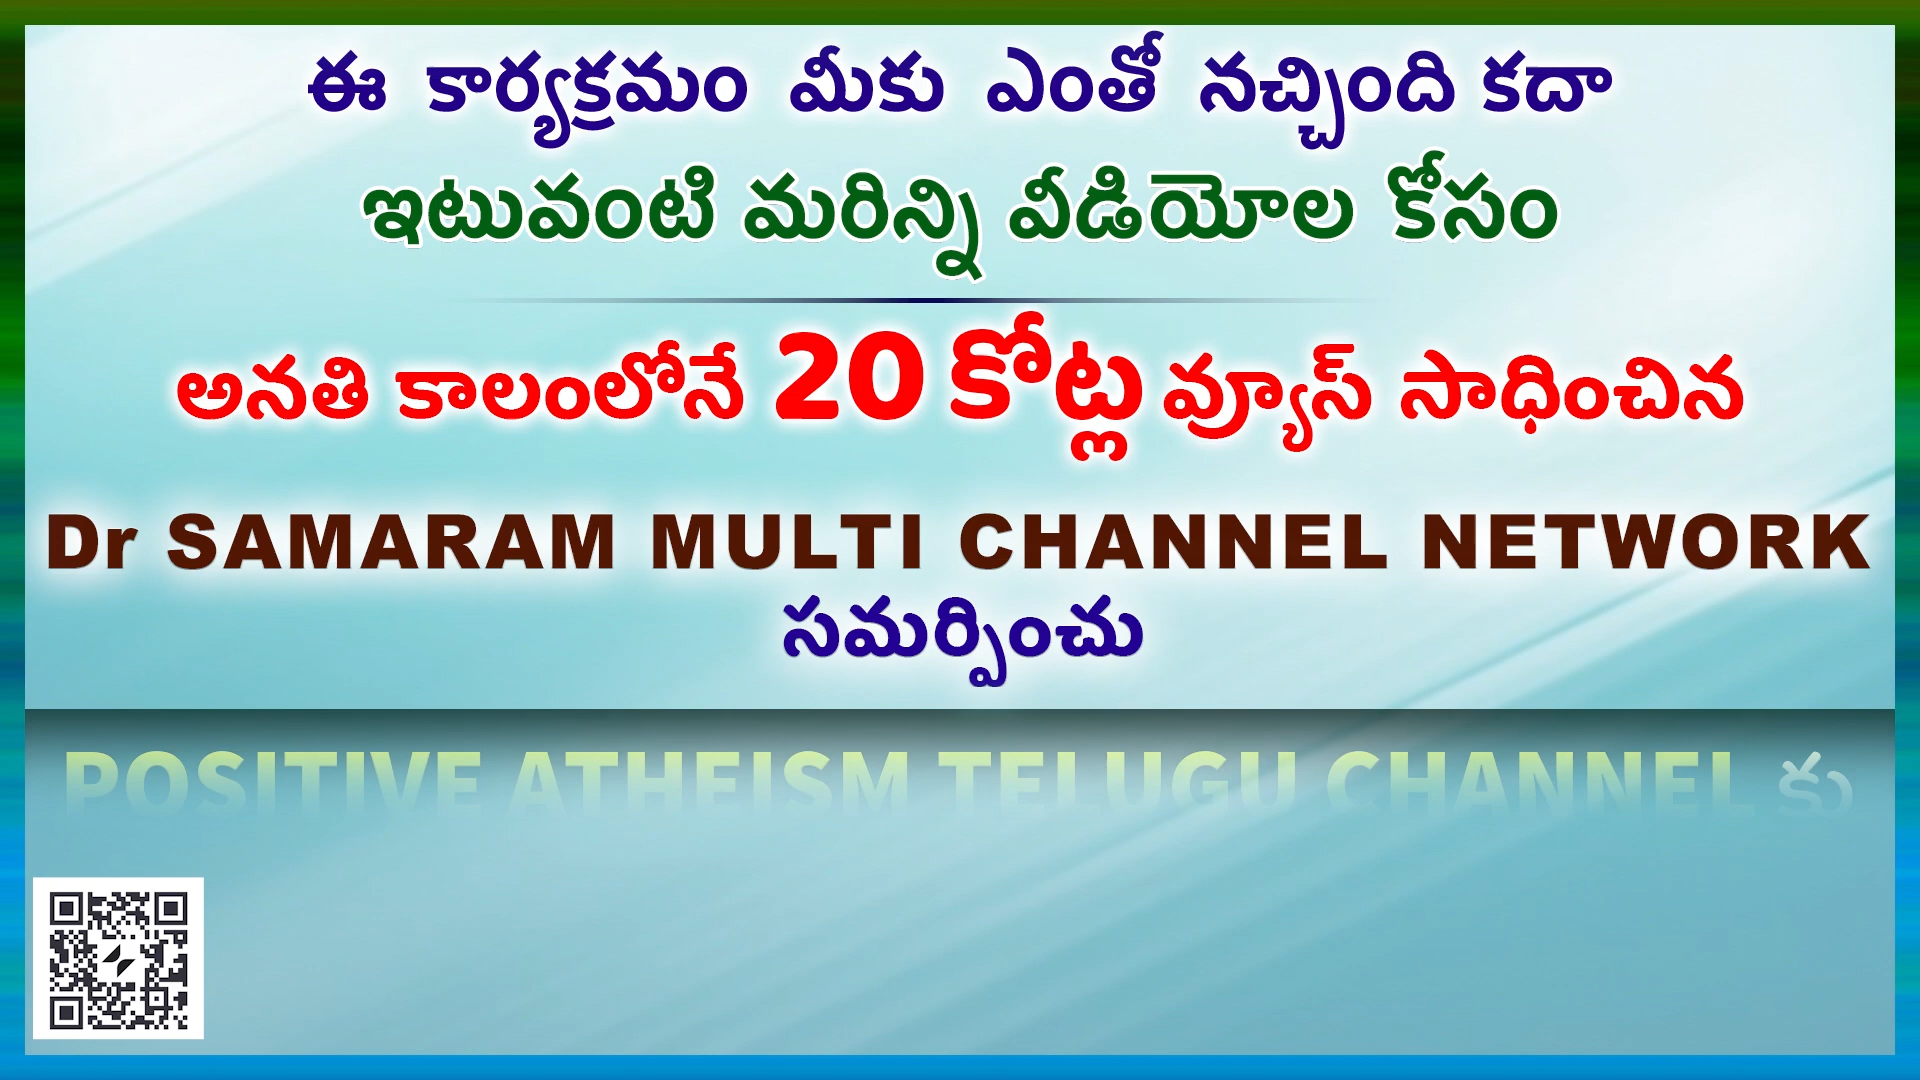 ఈ కార్యక్రమం మీకు ఎంతో నచ్చింది కదా
ఇటువంటి మరిన్ని వీడియోల కోసం
అనతి కాలంలోనే 20 కోట్ల వ్యూస్ సాధించిన
Dr SAMARAM MULTI CHANNEL NETWORK
సమర్పించు
POSITIVE ATHEISM TELUGU CHANNEL కు